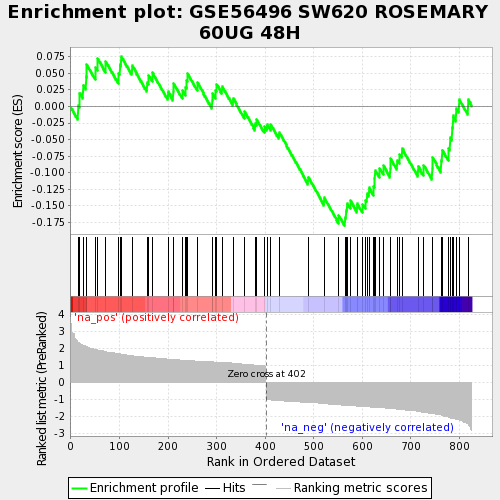 Enrichment plot: GSE56496 SW620 ROSEMARY
60UG 48H
Enrichment score (ES)
0.075
0.050
0.025
0.000
-0.025
-0.050
-0.075
-0.100
-0.125
-0.150
-0.175
'na_pos' (positively correlated)
Ranked list metric (PreRanked)
4
3
2
1
0
-1
-2
-3
Zero cross at 402
'na_neg' (negatively correlated)
0
100
200
300
400
500
600
700
800
Rank in Ordered Dataset
Enrichment profile
Hits
Ranking metric scores